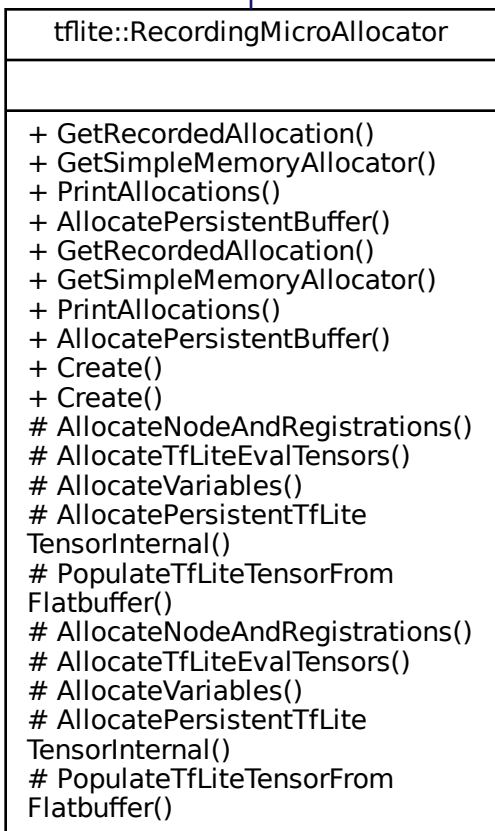 tflite::RecordingMicroAllocator
+ GetRecordedAllocation()
+ GetSimpleMemoryAllocator()
+ PrintAllocations()
+ AllocatePersistentBuffer()
+ GetRecordedAllocation()
+ GetSimpleMemoryAllocator()
+ PrintAllocations()
+ AllocatePersistentBuffer()
+ Create()
+ Create()
# AllocateNodeAndRegistrations()
# AllocateTfLiteEvalTensors()
# AllocateVariables()
# AllocatePersistentTfLite
TensorInternal()
# PopulateTfLiteTensorFrom
Flatbuffer()
# AllocateNodeAndRegistrations()
# AllocateTfLiteEvalTensors()
# AllocateVariables()
# AllocatePersistentTfLite
TensorInternal()
# PopulateTfLiteTensorFrom
Flatbuffer()